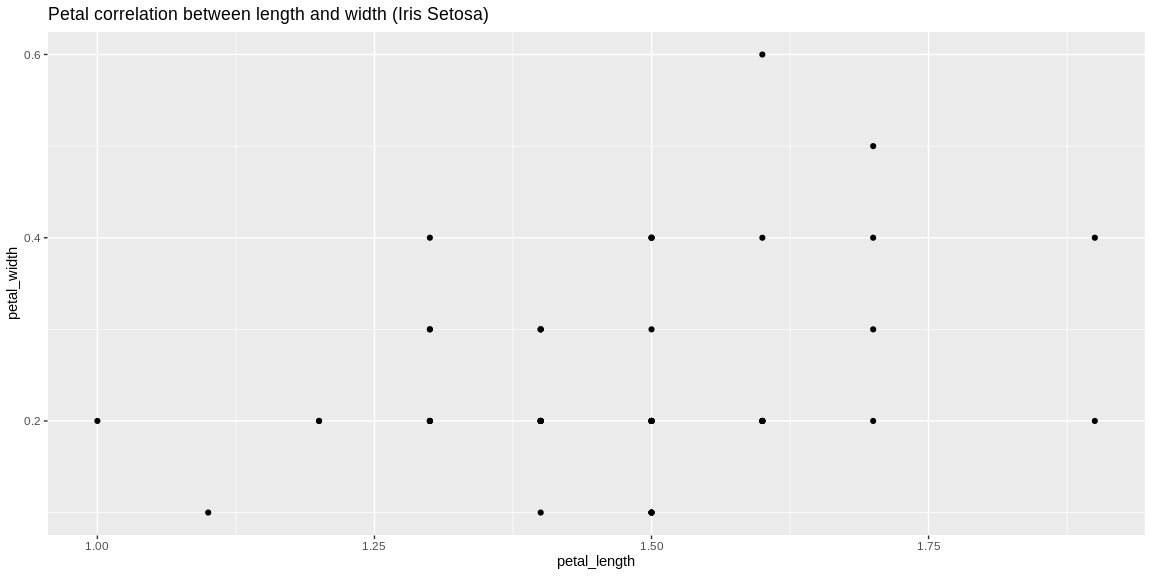 Petal correlation between length and width (Iris Setosa)
0.6
0.4
0.2
petal_width
1.00 1.25 1.50 1.75
petal_length